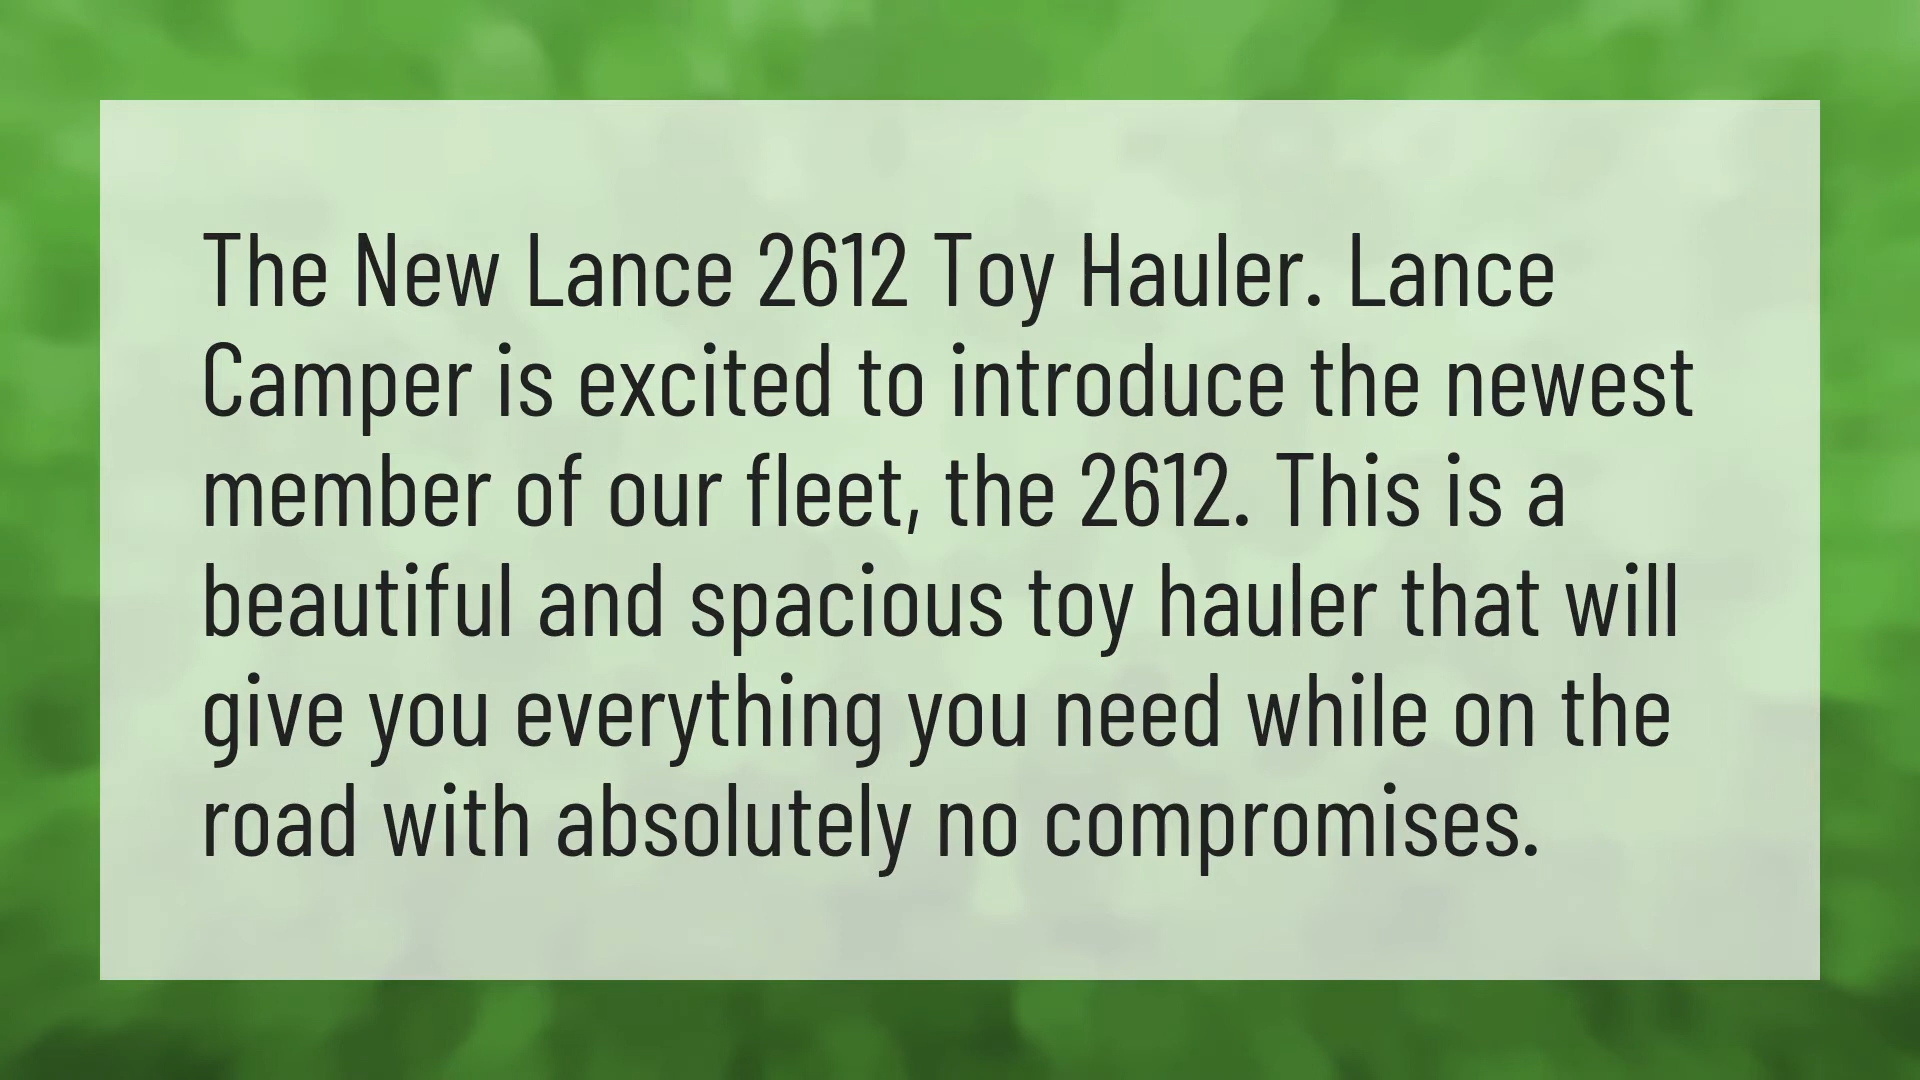 The New Lance 2612 Toy Hauler. Lance
Camper is excited to introduce the newest
member of our fleet, the 2612. This is a
beautiful and spacious toy hauler that will
give you everything you need while on the
road with absolutely no compromises.